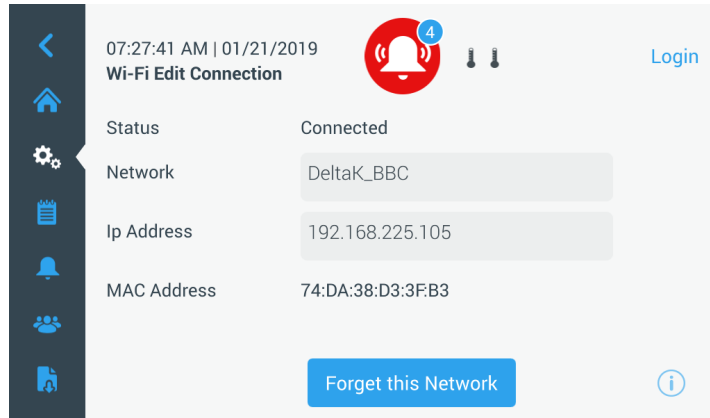 07:27:41 AM | 01/21/2019
Wi-Fi Edit Connection
4
Login
Status Connected
Network DeltaK_BBC
Ip Address 192.168.225.105
MAC Address 74:DA:38:D3:3F:B3
Forget this Network
i